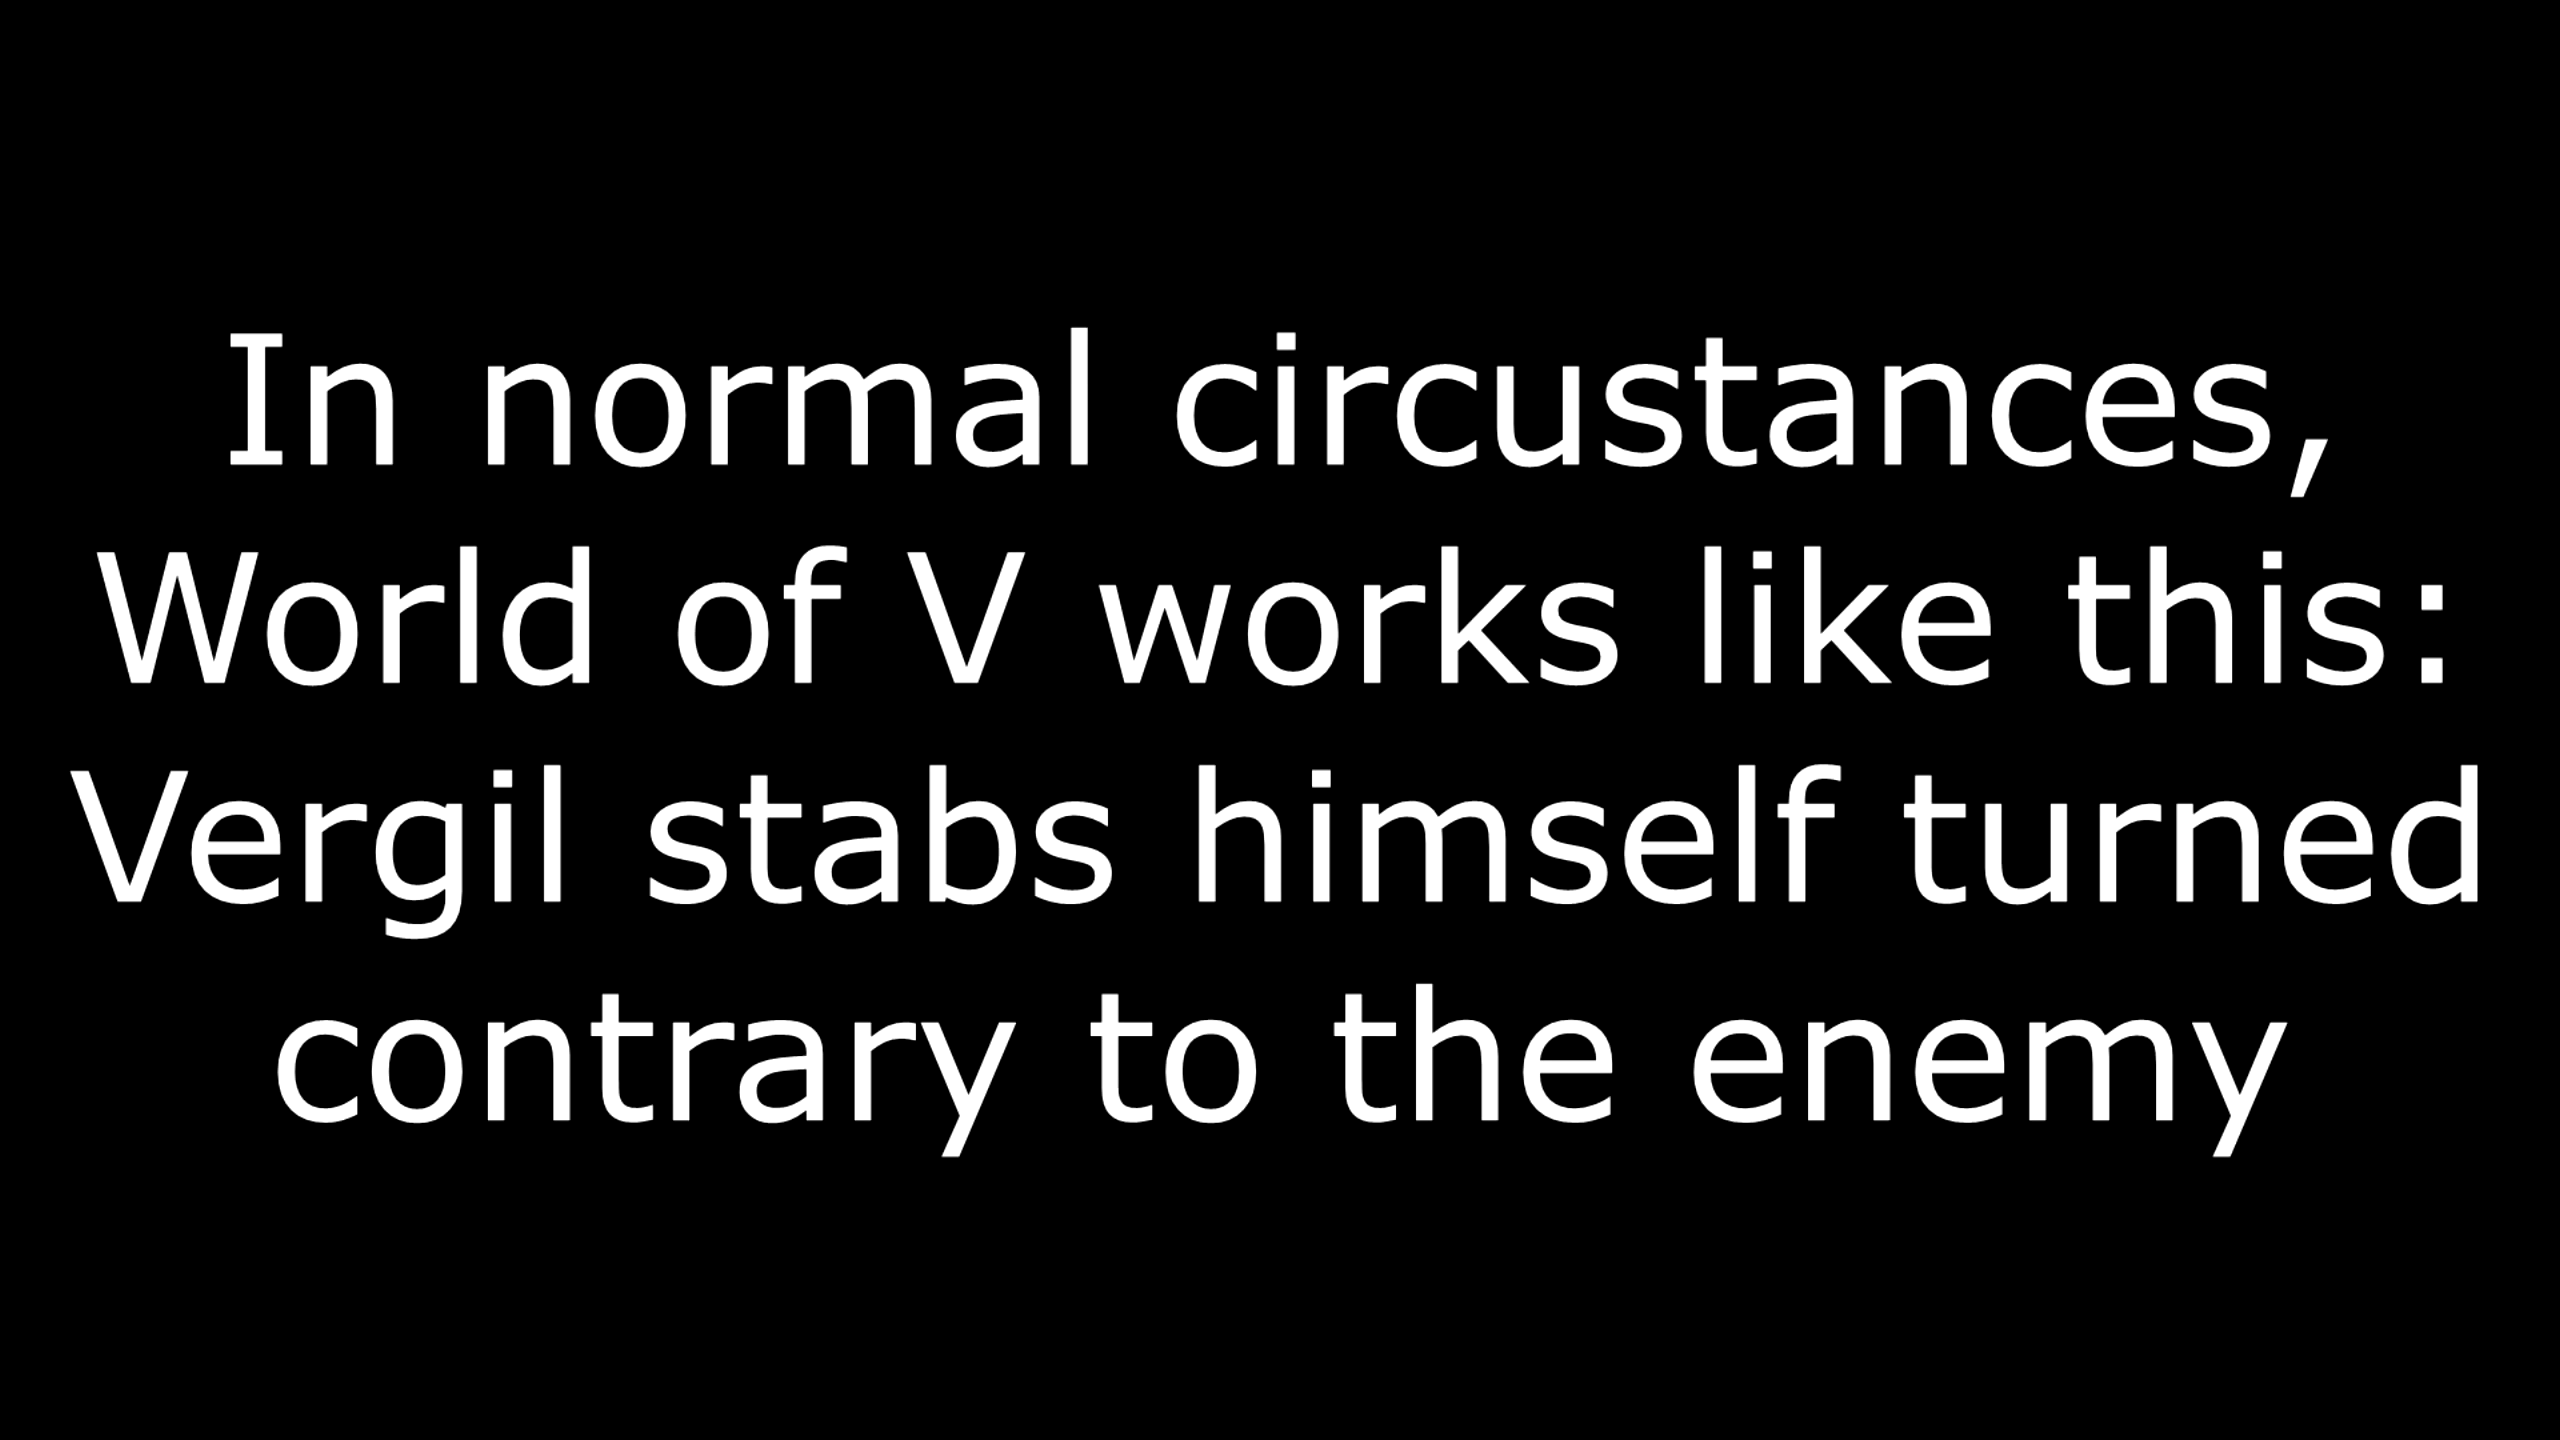 In normal circustances,
World of V works like this:
Vergil stabs himself turned
contrary to the enemy